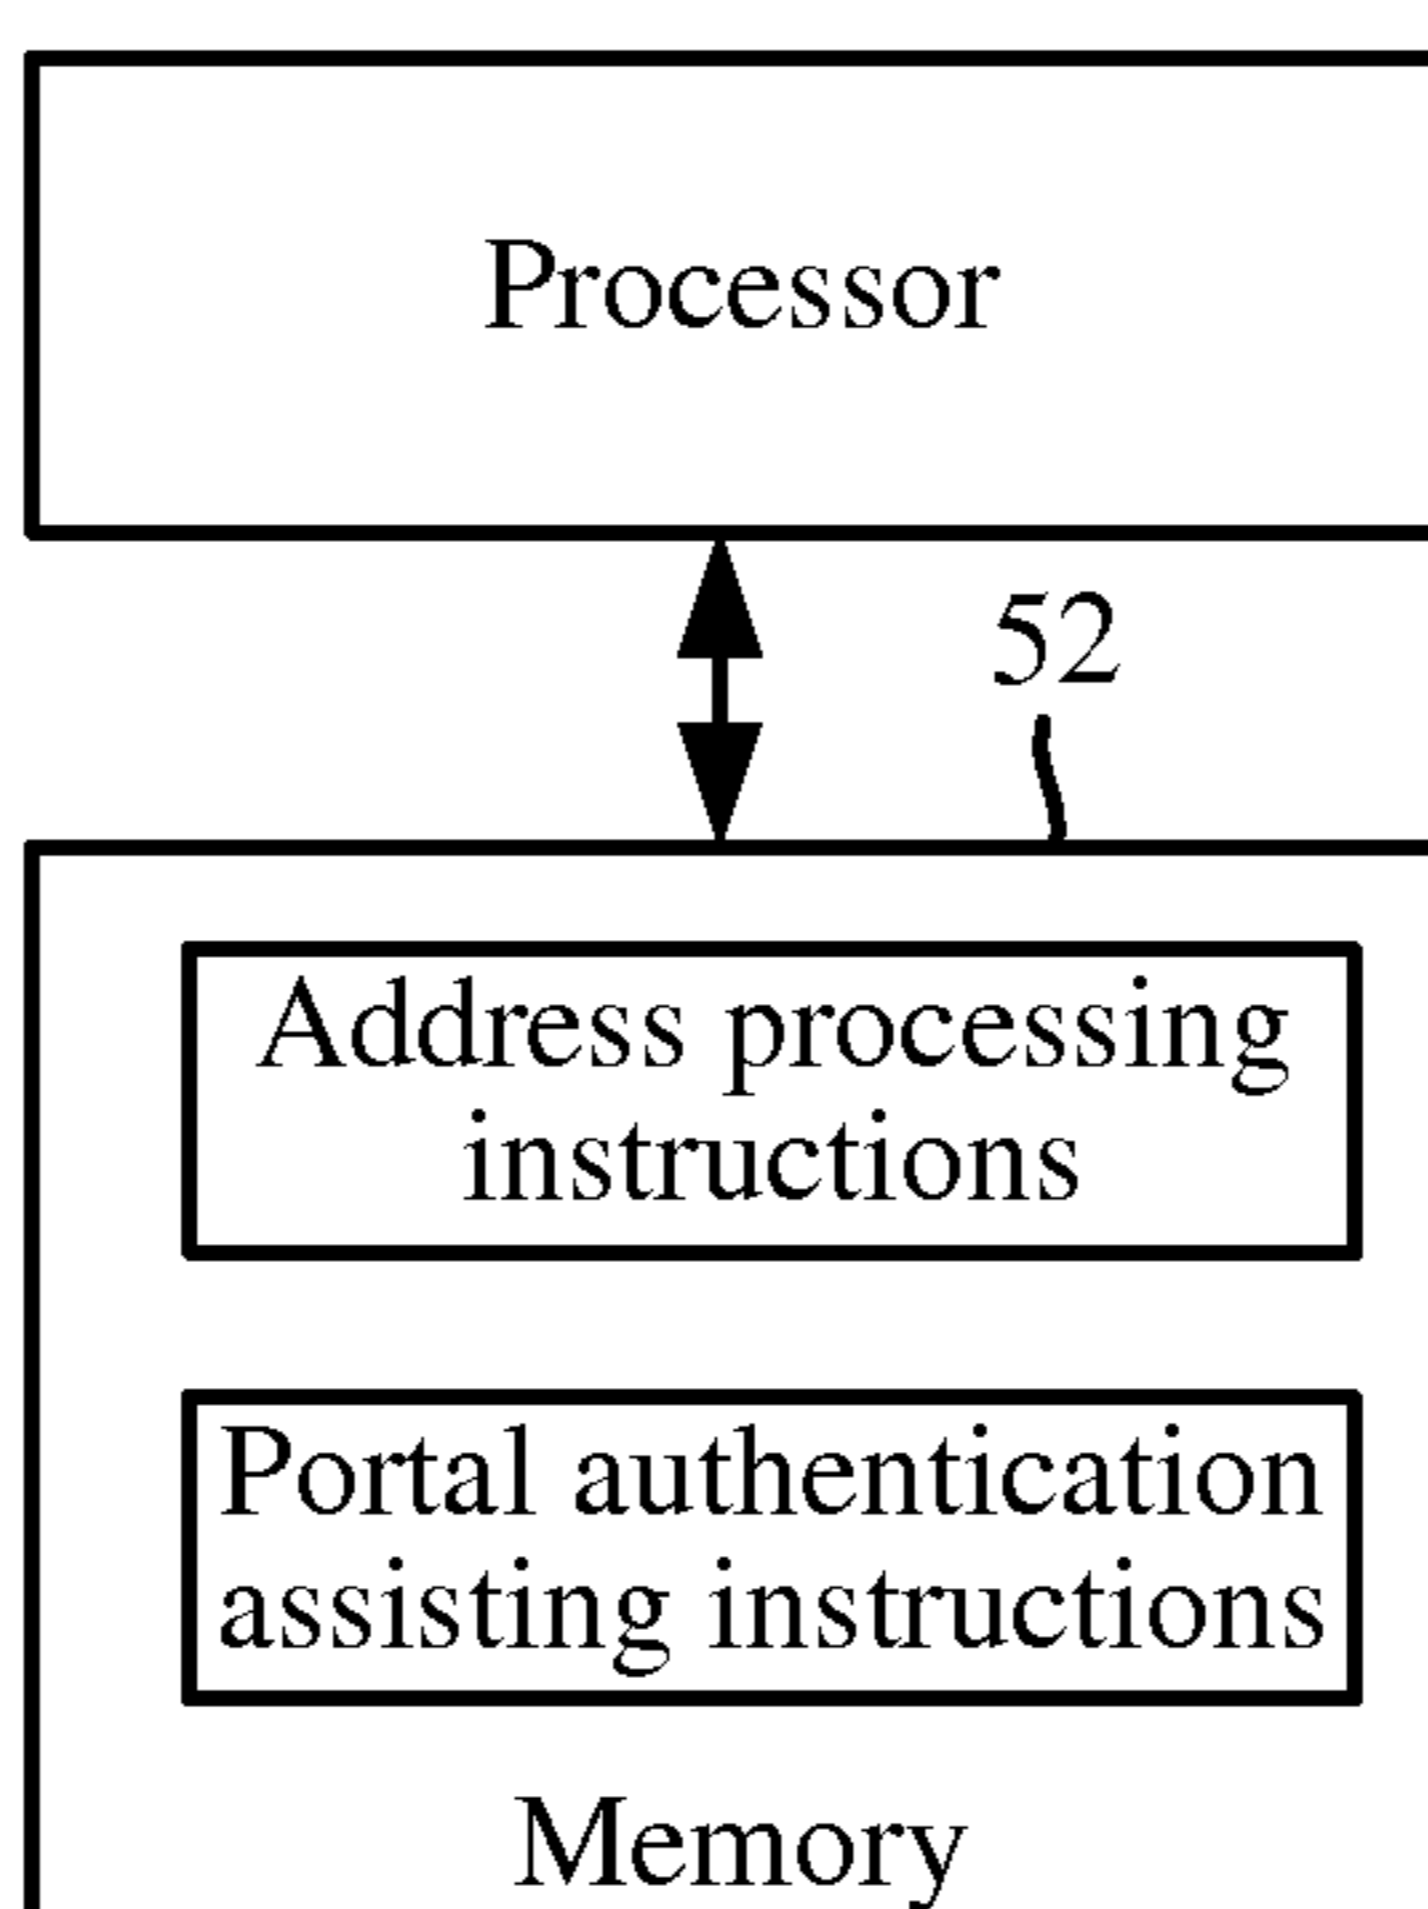 Processor
52
Address processing
instructions
Portal authentication
assisting instructions
Memory